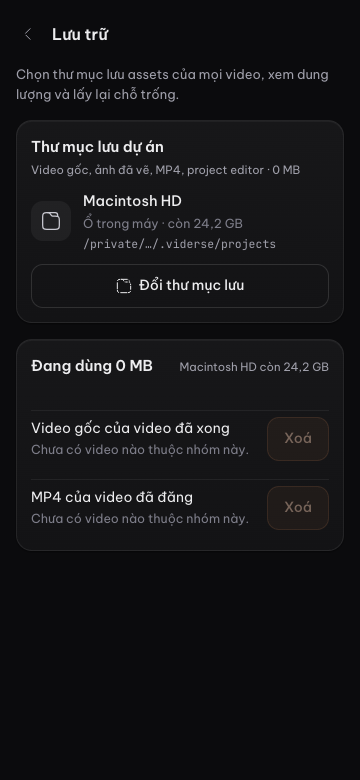 Lưu trữ
Chọn thư mục lưu assets của mọi video, xem dung
lượng và lấy lại chỗ trống.
Thư mục lưu dự án
Video gốc, ảnh đã vẽ, MP4, project editor · 0 MB
Macintosh HD
Ổ trong máy · còn 24,2 GB
/private/…/.viderse/projects
Đổi thư mục lưu
Đang dùng 0 MB
Macintosh HD còn 24,2 GB
Video gốc của video đã xong
Chưa có video nào thuộc nhóm này.
Xoá
MP4 của video đã đăng
Chưa có video nào thuộc nhóm này.
Xoá